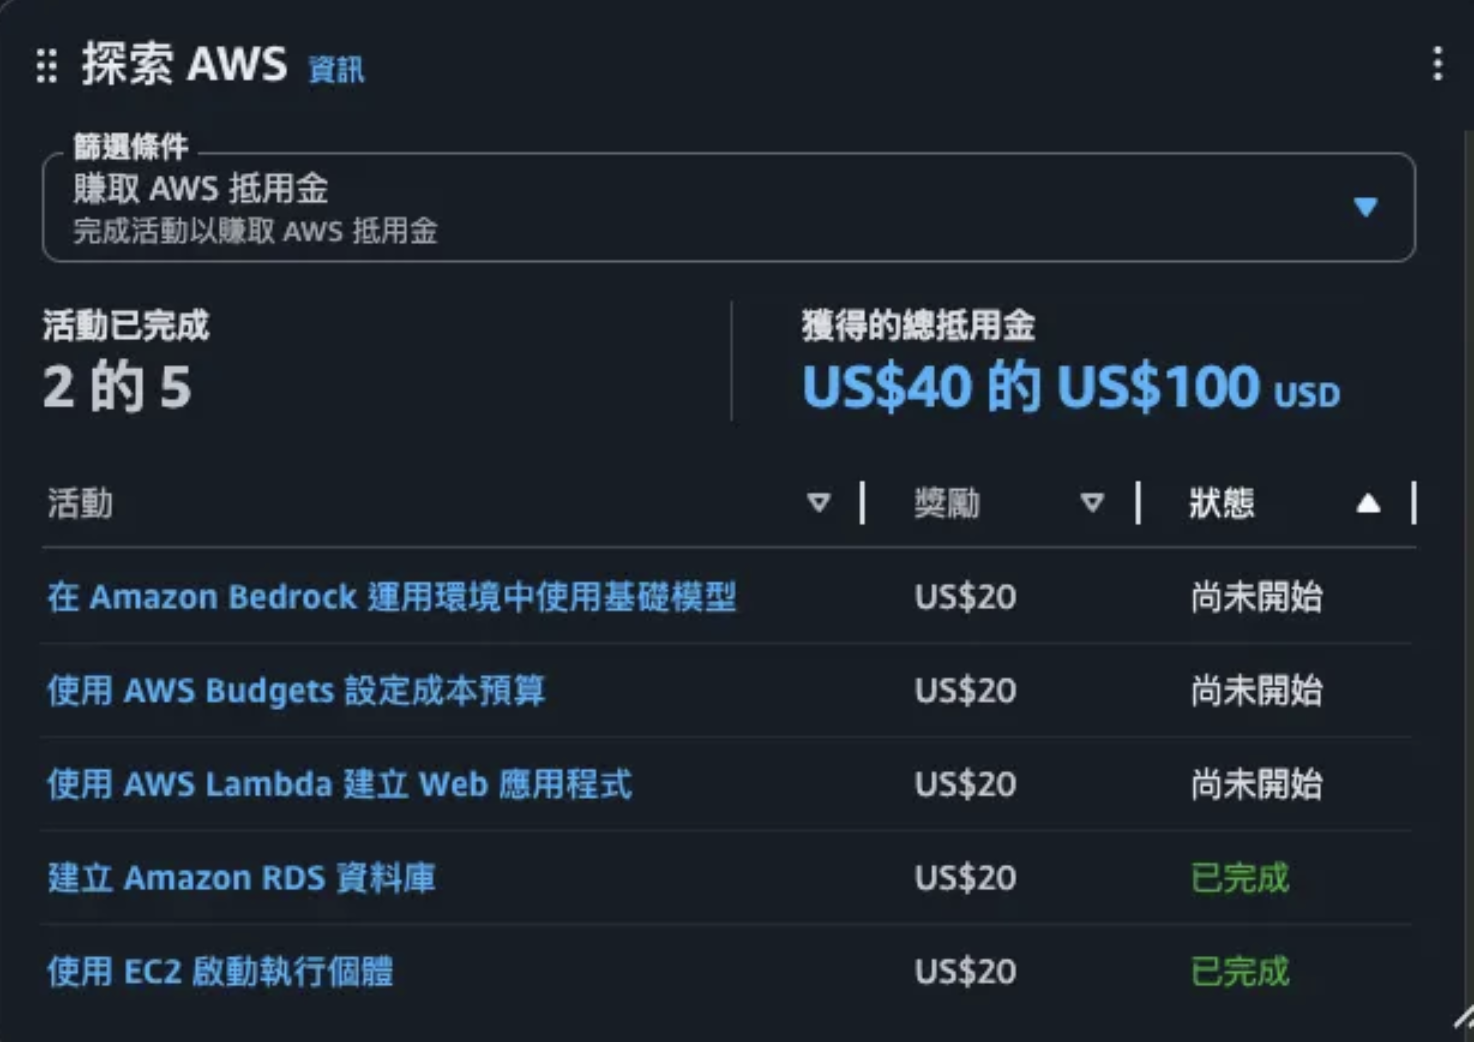 探索 AWS 資訊
篩選條件
賺取 AWS 抵用金
完成活動以賺取 AWS 抵用金
活動已完成
2 的 5
獲得的總抵用金
US$40 的 US$100 USD
活動 獎勵 狀態
在 Amazon Bedrock 運用環境中使用基礎模型 US$20 尚未開始
使用 AWS Budgets 設定成本預算 US$20 尚未開始
使用 AWS Lambda 建立 Web 應用程式 US$20 尚未開始
建立 Amazon RDS 資料庫 US$20 已完成
使用 EC2 啟動執行個體 US$20 已完成